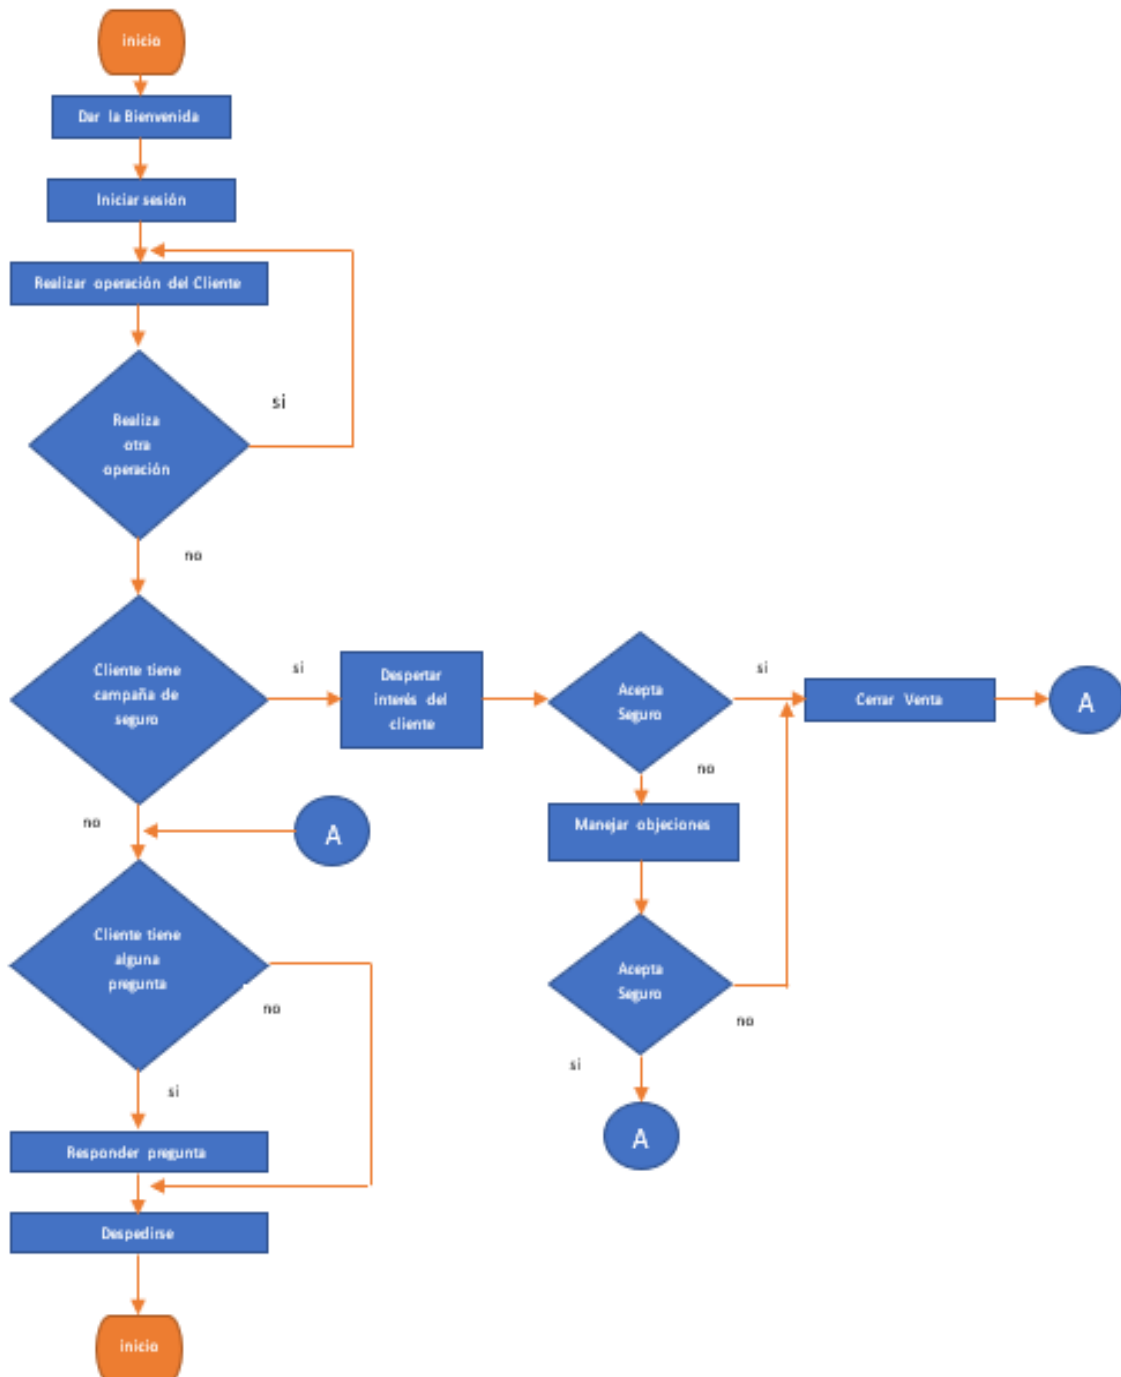 inicio
Dar la Bienvenida
Iniciar sesión
Realizar operación del Cliente
Realiza
otra
operación
si
no
Cliente tiene
campaña de
seguro
si
Despertar
interés del
cliente
Acepta
Seguro
si
Cerrar Venta
A
no
Manejar objeciones
Acepta
Seguro
no
si
A
no
A
Cliente tiene
alguna
pregunta
no
si
Responder pregunta
Despedirse
inicio